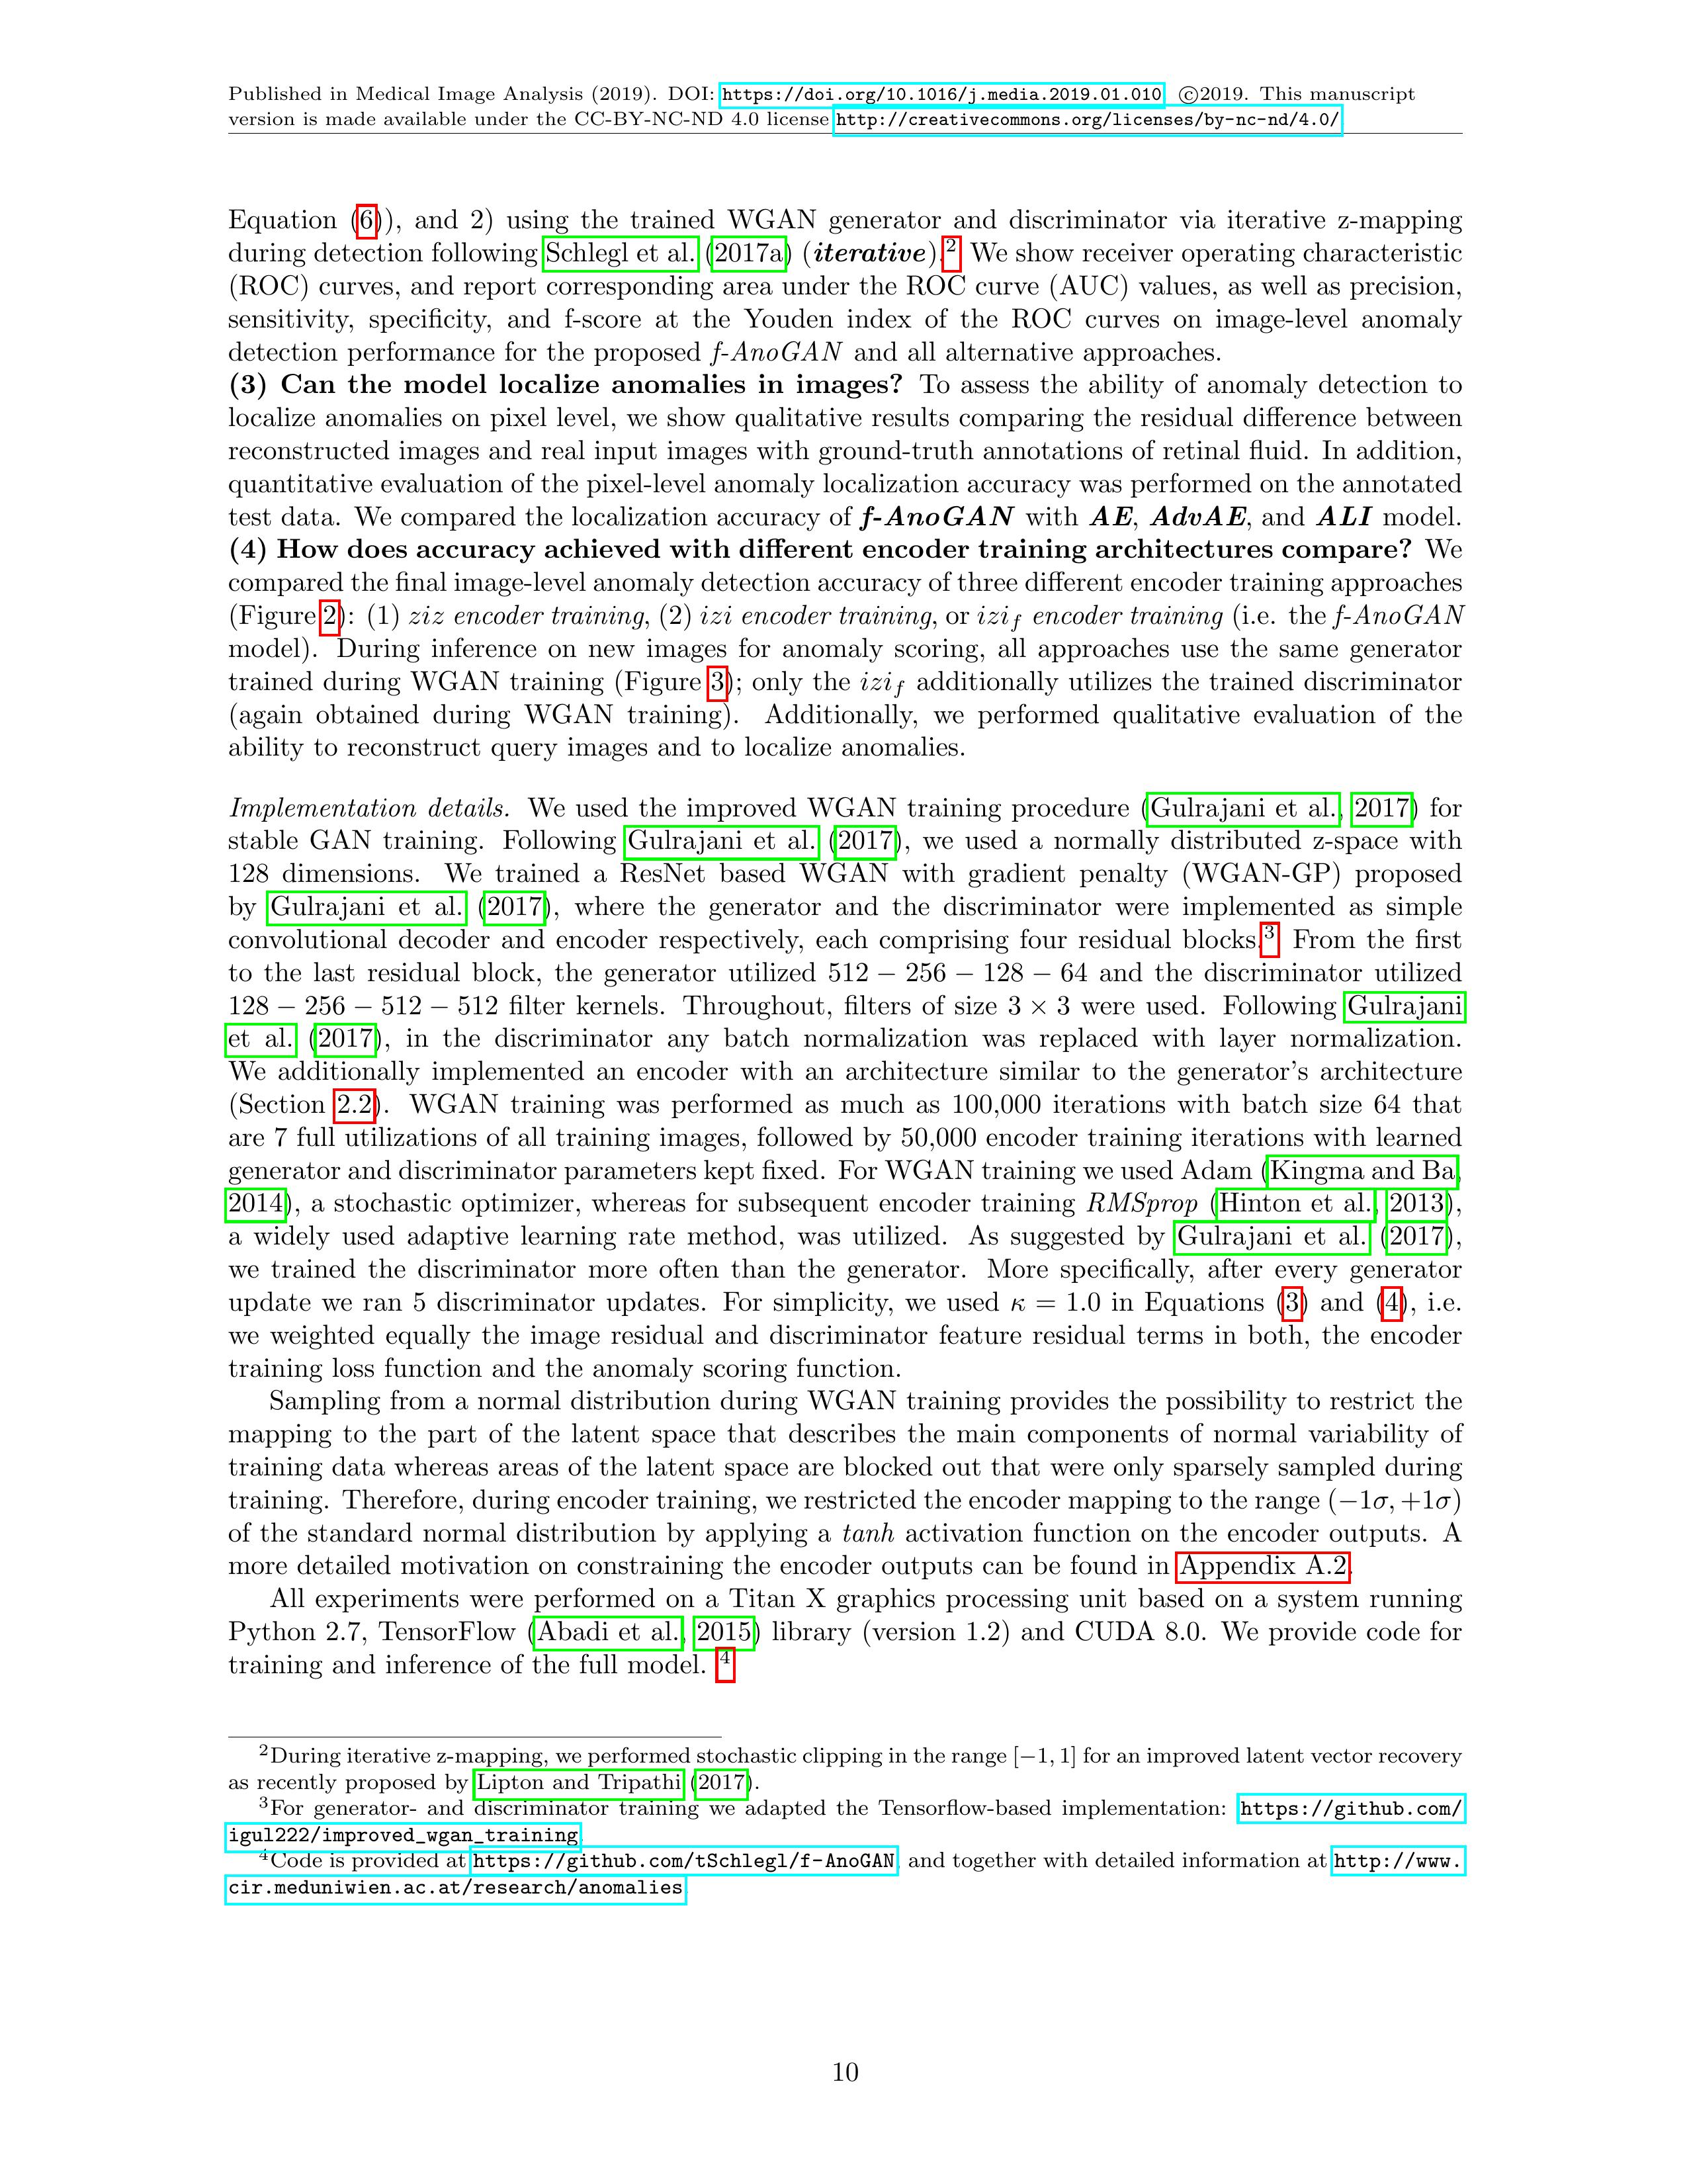 Published in Medical Image Analysis (2019). DOI: https://doi.org/10.1016/j.media.2019.01.010 ©2019. This manuscript
version is made available under the CC-BY-NC-ND 4.0 license http://creativecommons.org/licenses/by-nc-nd/4.0/
Equation (6)), and 2) using the trained WGAN generator and discriminator via iterative z-mapping
during detection following Schlegl et al. (2017a) (iterative).2 We show receiver operating characteristic
(ROC) curves, and report corresponding area under the ROC curve (AUC) values, as well as precision,
sensitivity, specificity, and f-score at the Youden index of the ROC curves on image-level anomaly
detection performance for the proposed f-AnoGAN and all alternative approaches.
(3) Can the model localize anomalies in images? To assess the ability of anomaly detection to
localize anomalies on pixel level, we show qualitative results comparing the residual difference between
reconstructed images and real input images with ground-truth annotations of retinal fluid. In addition,
quantitative evaluation of the pixel-level anomaly localization accuracy was performed on the annotated
test data. We compared the localization accuracy of f-AnoGAN with AE, AdvAE, and ALI model.
(4) How does accuracy achieved with different encoder training architectures compare? We
compared the final image-level anomaly detection accuracy of three different encoder training approaches
(Figure 2): (1) ziz encoder training, (2) izi encoder training, or izif encoder training (i.e. the f-AnoGAN
model). During inference on new images for anomaly scoring, all approaches use the same generator
trained during WGAN training (Figure 3); only the izif additionally utilizes the trained discriminator
(again obtained during WGAN training). Additionally, we performed qualitative evaluation of the
ability to reconstruct query images and to localize anomalies.
Implementation details. We used the improved WGAN training procedure (Gulrajani et al., 2017) for
stable GAN training. Following Gulrajani et al. (2017), we used a normally distributed z-space with
128 dimensions. We trained a ResNet based WGAN with gradient penalty (WGAN-GP) proposed
by Gulrajani et al. (2017), where the generator and the discriminator were implemented as simple
convolutional decoder and encoder respectively, each comprising four residual blocks.3 From the first
to the last residual block, the generator utilized 512 − 256 − 128 − 64 and the discriminator utilized
128 − 256 − 512 − 512 filter kernels. Throughout, filters of size 3 × 3 were used. Following Gulrajani
et al. (2017), in the discriminator any batch normalization was replaced with layer normalization.
We additionally implemented an encoder with an architecture similar to the generator's architecture
(Section 2.2). WGAN training was performed as much as 100,000 iterations with batch size 64 that
are 7 full utilizations of all training images, followed by 50,000 encoder training iterations with learned
generator and discriminator parameters kept fixed. For WGAN training we used Adam (Kingma and Ba,
2014), a stochastic optimizer, whereas for subsequent encoder training RMSprop (Hinton et al., 2013),
a widely used adaptive learning rate method, was utilized. As suggested by Gulrajani et al. (2017),
we trained the discriminator more often than the generator. More specifically, after every generator
update we ran 5 discriminator updates. For simplicity, we used κ = 1.0 in Equations (3) and (4), i.e.
we weighted equally the image residual and discriminator feature residual terms in both, the encoder
training loss function and the anomaly scoring function.
Sampling from a normal distribution during WGAN training provides the possibility to restrict the
mapping to the part of the latent space that describes the main components of normal variability of
training data whereas areas of the latent space are blocked out that were only sparsely sampled during
training. Therefore, during encoder training, we restricted the encoder mapping to the range (−1σ, +1σ)
of the standard normal distribution by applying a tanh activation function on the encoder outputs. A
more detailed motivation on constraining the encoder outputs can be found in Appendix A.2.
All experiments were performed on a Titan X graphics processing unit based on a system running
Python 2.7, TensorFlow (Abadi et al., 2015) library (version 1.2) and CUDA 8.0. We provide code for
training and inference of the full model. 4
2During iterative z-mapping, we performed stochastic clipping in the range [−1, 1] for an improved latent vector recovery
as recently proposed by Lipton and Tripathi (2017).
3For generator- and discriminator training we adapted the Tensorflow-based implementation: https://github.com/
igul222/improved_wgan_training.
4Code is provided at https://github.com/tSchlegl/f-AnoGAN, and together with detailed information at http://www.
cir.meduniwien.ac.at/research/anomalies.
10